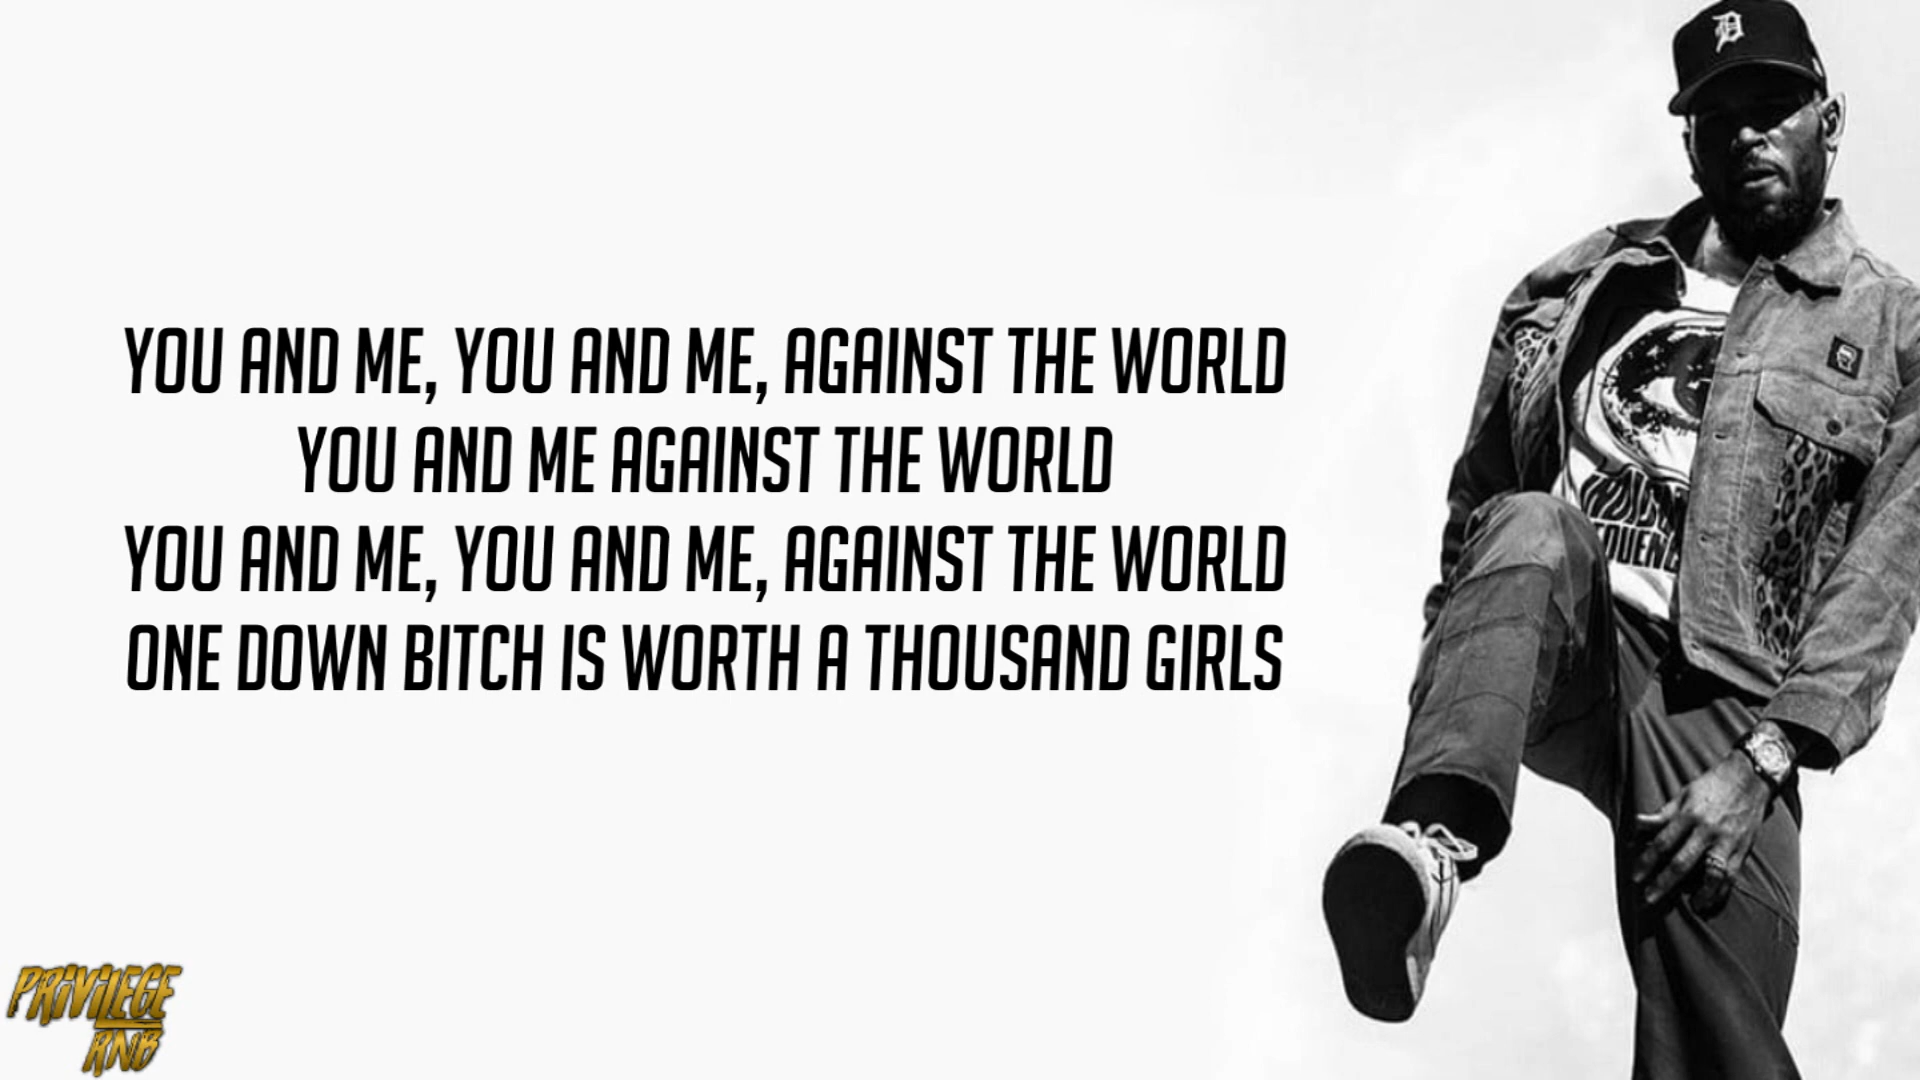 YOU AND ME, YOU AND ME, AGAINST THE WORLD
YOU AND ME AGAINST THE WORLD
YOU AND ME, YOU AND ME, AGAINST THE WORLD
ONE DOWN BITCH IS WORTH A THOUSAND GIRLS
D
PRIVILEGE
RNB